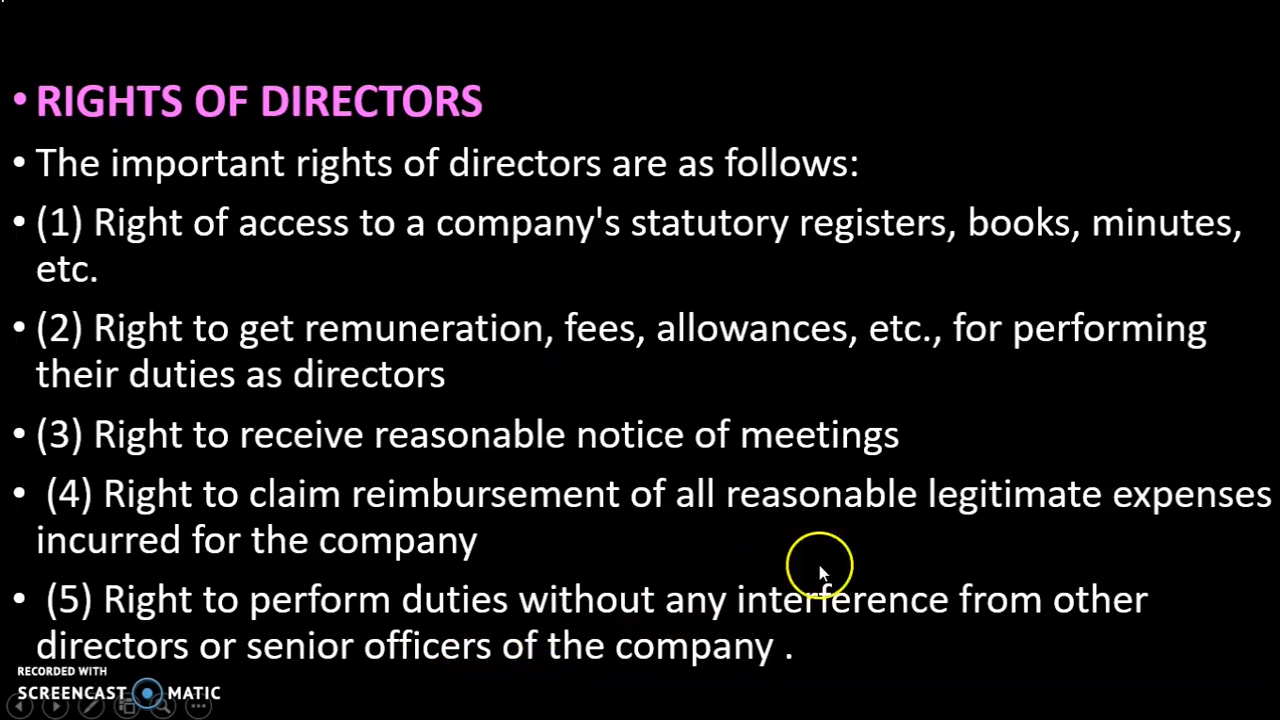 • RIGHTS OF DIRECTORS
• The important rights of directors are as follows:
• (1) Right of access to a company's statutory registers, books, minutes,
etc.
• (2) Right to get remuneration, fees, allowances, etc., for performing
their duties as directors
• (3) Right to receive reasonable notice of meetings
• (4) Right to claim reimbursement of all reasonable legitimate expenses
incurred for the company
• (5) Right to perform duties without any interference from other
directors or senior officers of the company .
RECORDED WITH
SCREENCAST MATIC